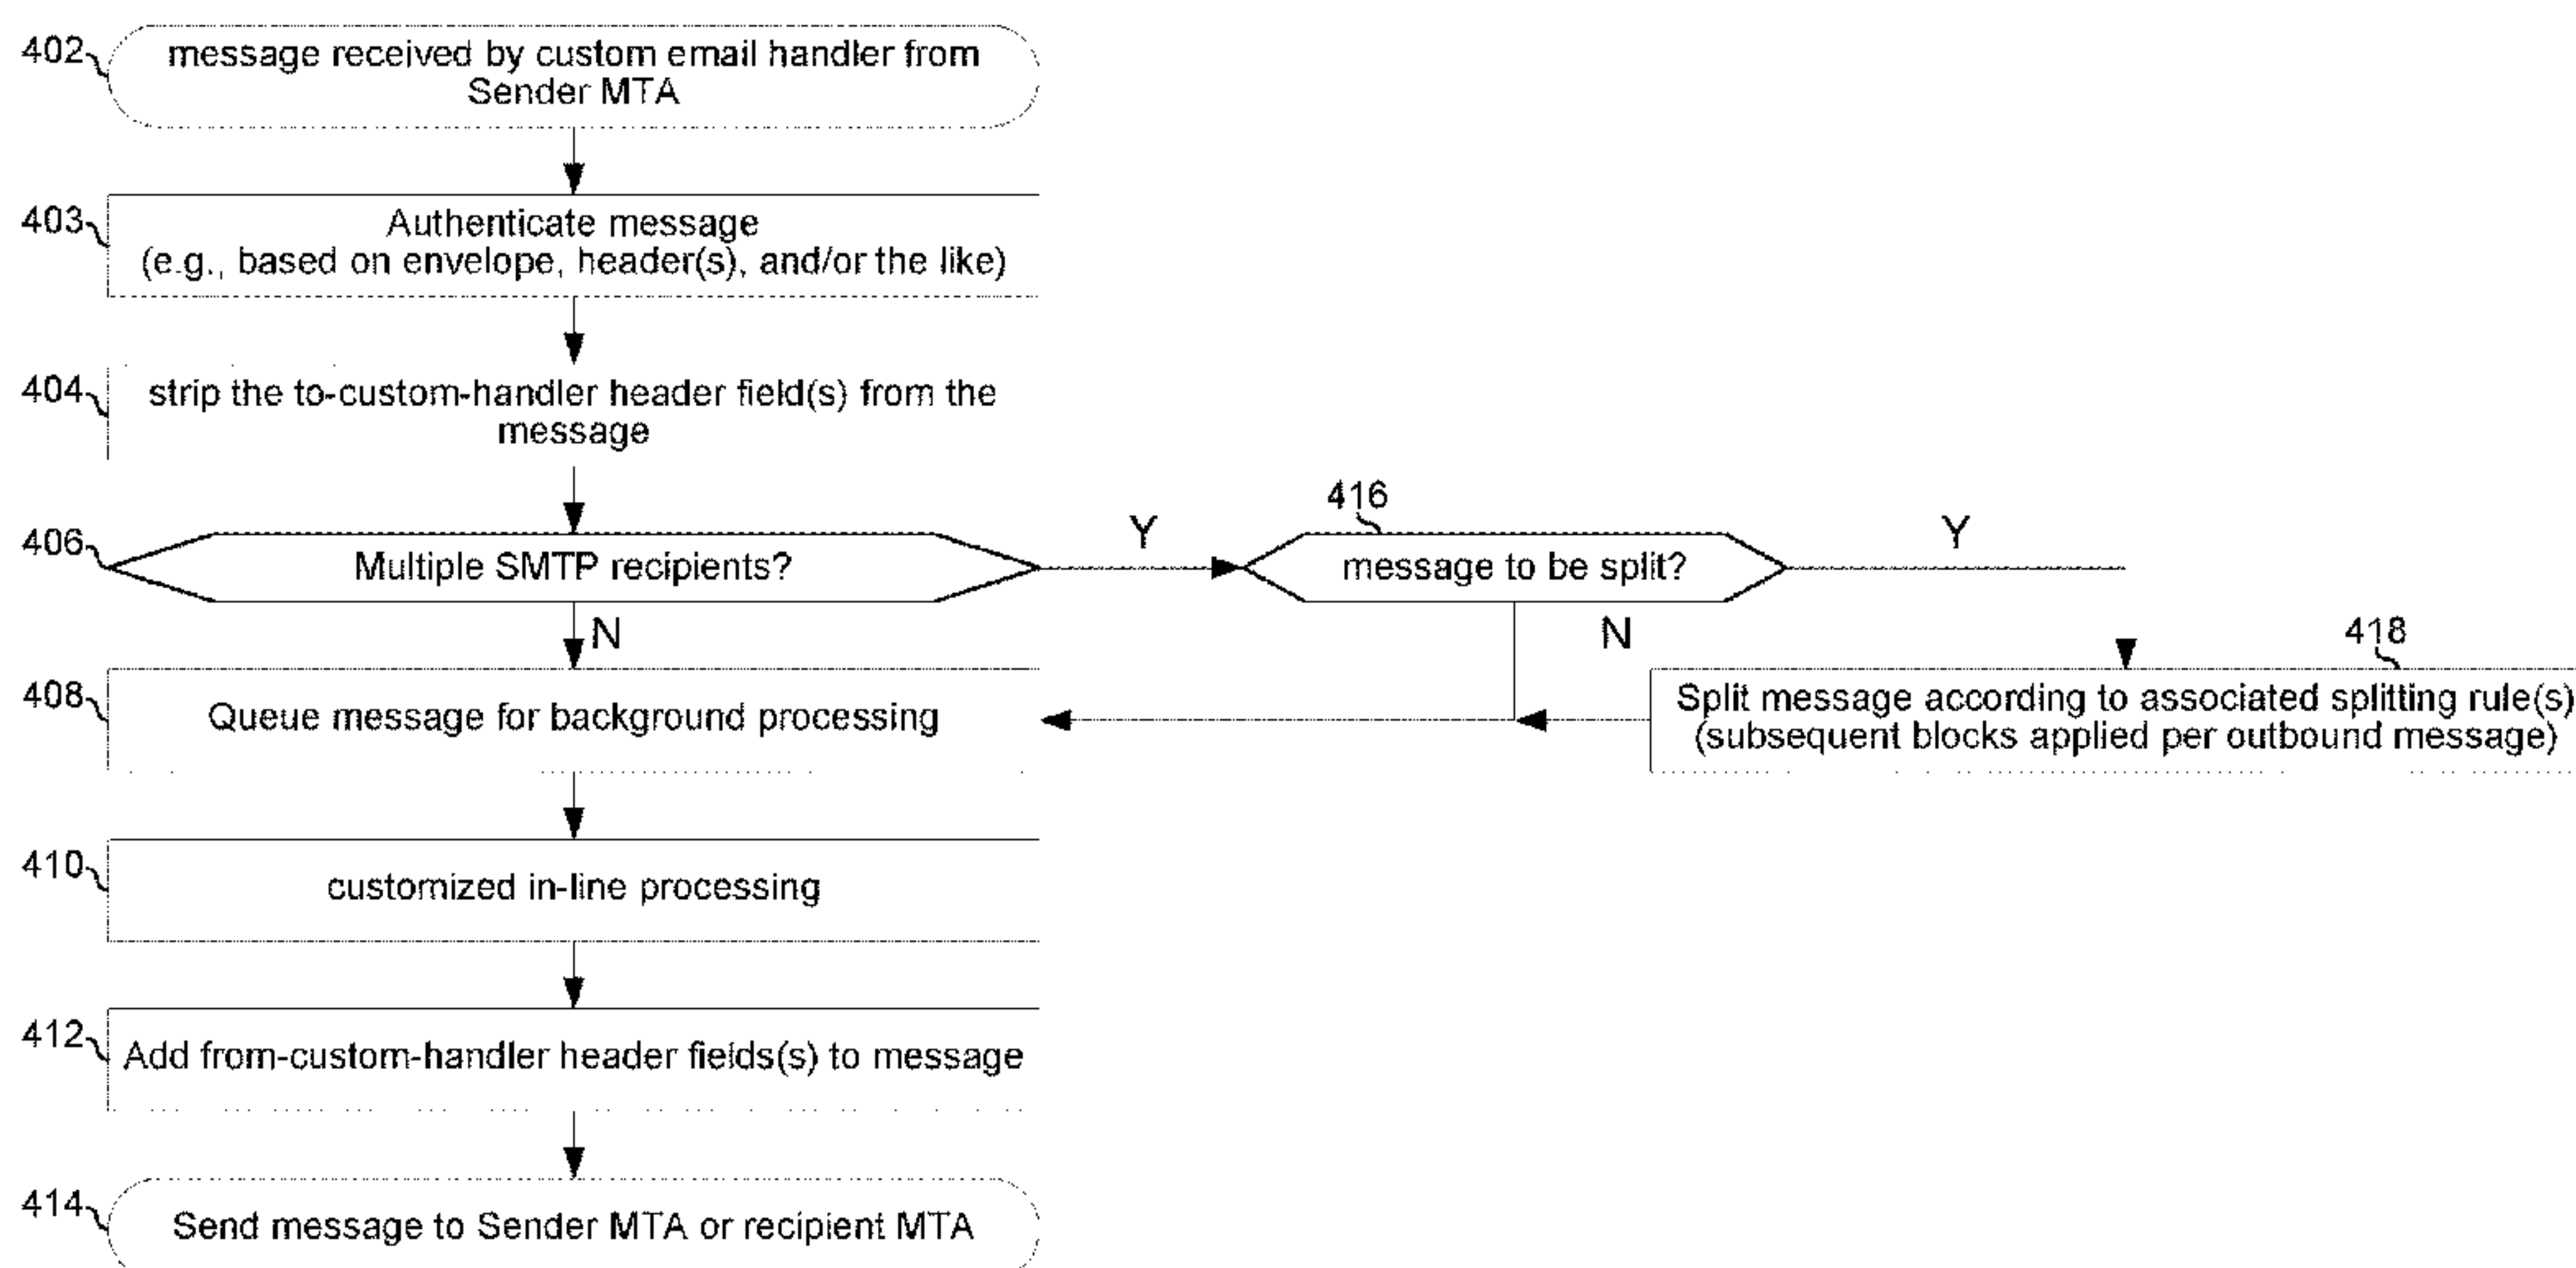 402
message received by custom email handler from
Sender MTA
403
Authenticate message
(e.g., based on envelope, header(s), and/or the like)
404
strip the to-custom-handler header field(s) from the
message
406
Multiple SMTP recipients?
Y
416
message to be split?
Y
N
N
418
408
Queue message for background processing
Split message according to associated splitting rule(s)
(subsequent blocks applied per outbound message)
410
customized in-line processing
412
Add from-custom-handler header fields(s) to message
414
Send message to Sender MTA or recipient MTA